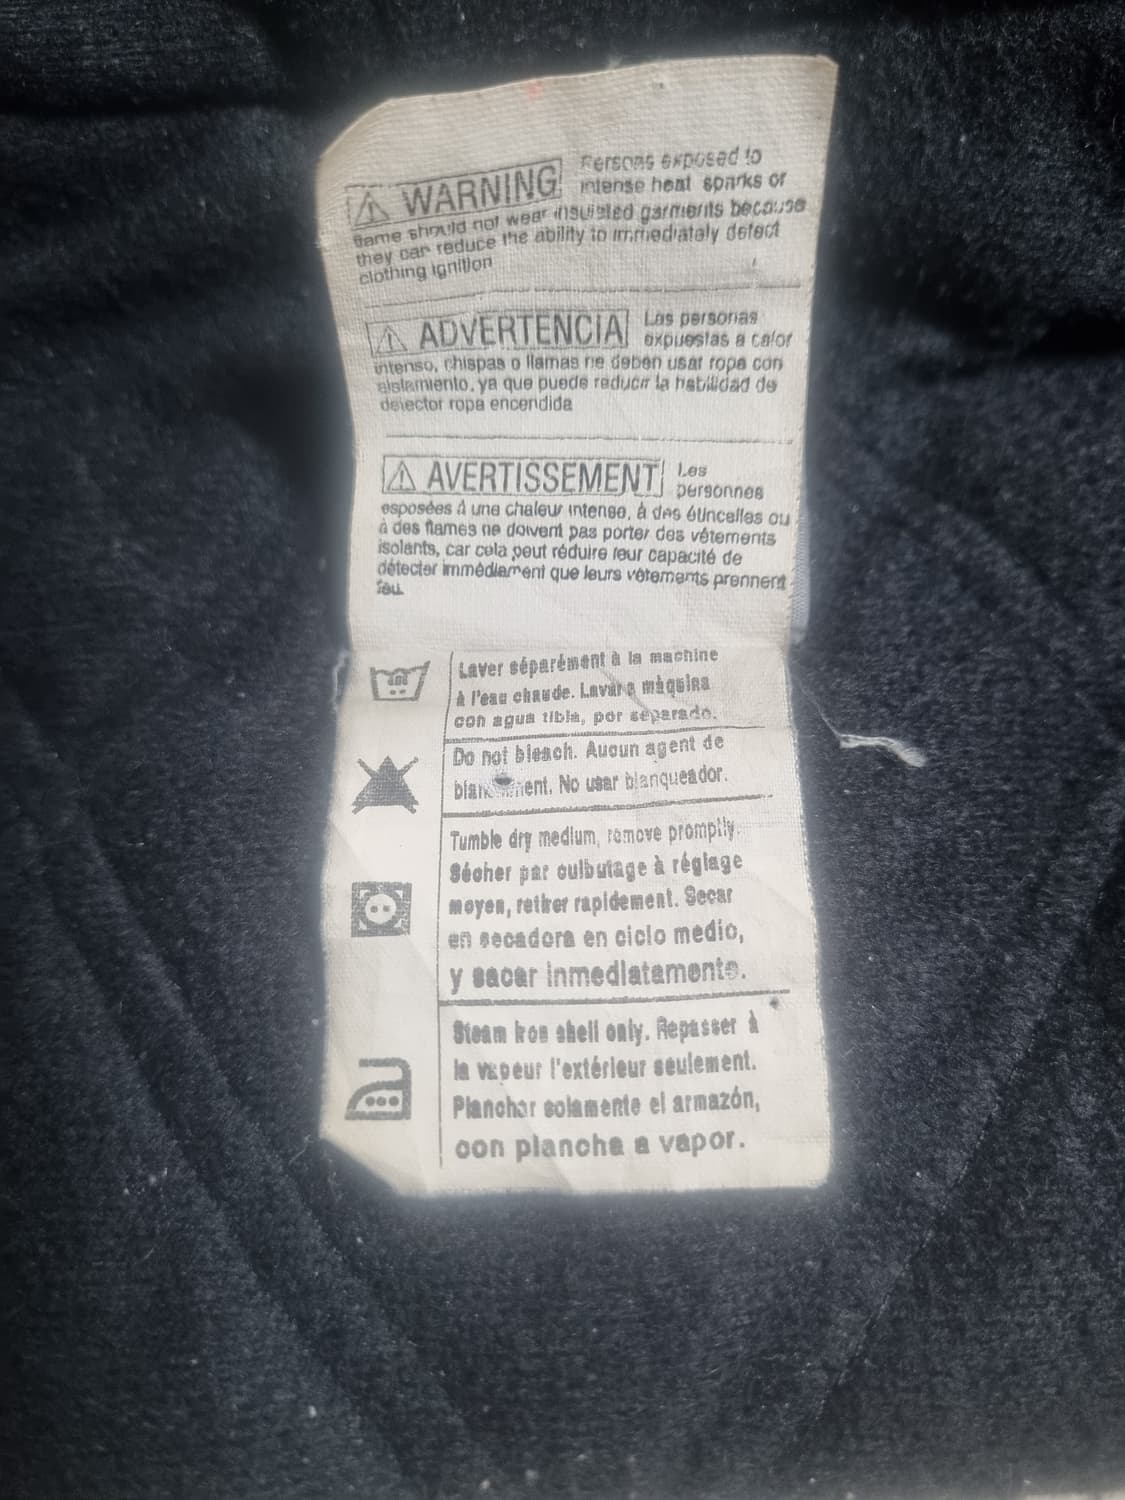 WARNING Persons exposed to
intense heat sparks or
flame should not wear insulated garments because
they can reduce the ability to immediately detect
clothing ignition
ADVERTENCIA Las personas
expuestas a calor
intenso, chispas o llamas no deben usar ropa con
aislamiento, ya que puede reducir la habilidad de
detector ropa encendida
AVERTISSEMENT Les
personnes
esposées à une chaleur intense, à des étincelles ou
à des flames ne doivent pas porter des vêtements
isolants, car cela peut réduire leur capacité de
détecter immédiament que leurs vêtements prennent
feu.
Laver séparément à la machine
à l'eau chaude. Lavar a màquina
con agua tibia, por separado.
Do not bleach. Aucun agent de
No usar blanqueador.
Tumble dry medium, remove promptly.
Sécher par culbutage à réglage
moyen, retirer rapidement. Secar
en secadora en ciclo medio,
y sacar inmediatamente.
Steam iron shell only. Repasser à
la vapeur l'extérieur seulement.
Planchar solamente el armazón,
con plancha a vapor.